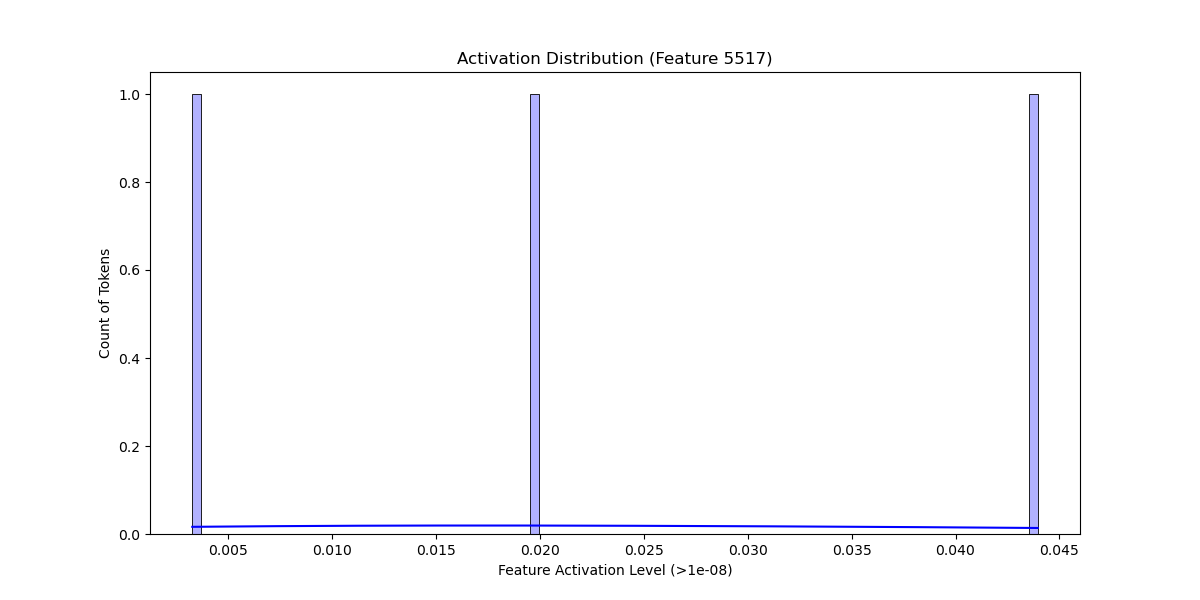 Activation Distribution (Feature 5517)
Count of Tokens
1.0
0.8
0.6
0.4
0.2
0.0
0.005 0.010 0.015 0.020 0.025 0.030 0.035 0.040 0.045
Feature Activation Level (>1e-08)